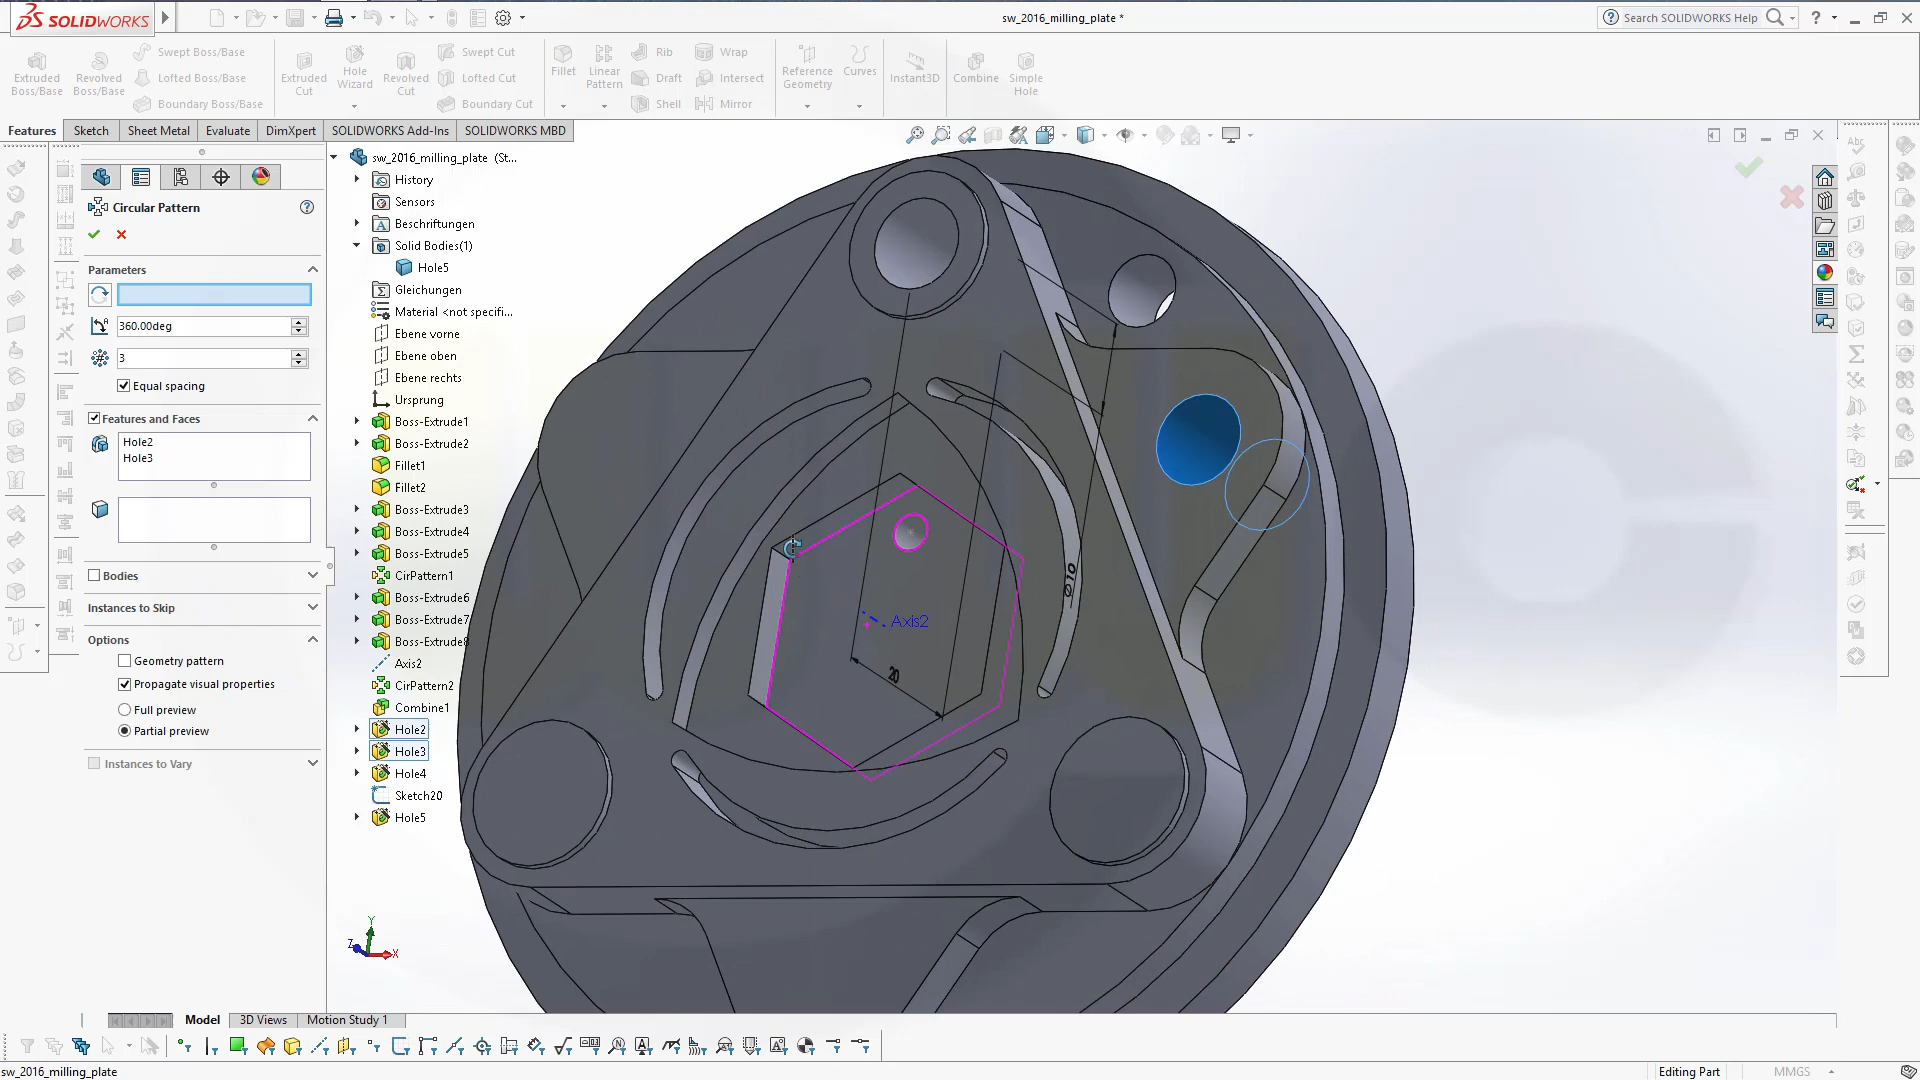 SOLIDWORKS
sw_2016_milling_plate *
Search SOLIDWORKS Help
Extruded Boss/Base
Revolved Boss/Base
Swept Boss/Base
Lofted Boss/Base
Boundary Boss/Base
Extruded Cut
Hole Wizard
Revolved Cut
Swept Cut
Lofted Cut
Boundary Cut
Fillet
Linear Pattern
Rib
Draft
Shell
Wrap
Intersect
Mirror
Reference Geometry
Curves
Instant3D
Combine
Simple Hole
Features
Sketch
Sheet Metal
Evaluate
DimXpert
SOLIDWORKS Add-Ins
SOLIDWORKS MBD
Circular Pattern
Parameters
360.00deg
3
Equal spacing
Features and Faces
Hole2
Hole3
Bodies
Instances to Skip
Options
Geometry pattern
Propagate visual properties
Full preview
Partial preview
Instances to Vary
sw_2016_milling_plate (St...
History
Sensors
Beschriftungen
Solid Bodies(1)
Hole5
Gleichungen
Material <not specifi...
Ebene vorne
Ebene oben
Ebene rechts
Ursprung
Boss-Extrude1
Boss-Extrude2
Fillet1
Fillet2
Boss-Extrude3
Boss-Extrude4
Boss-Extrude5
CirPattern1
Boss-Extrude6
Boss-Extrude7
Boss-Extrude8
Axis2
CirPattern2
Combine1
Hole2
Hole3
Hole4
Sketch20
Hole5
Axis2
20
Ø10
Y
Z
X
Model
3D Views
Motion Study 1
sw_2016_milling_plate
Editing Part
MMGS